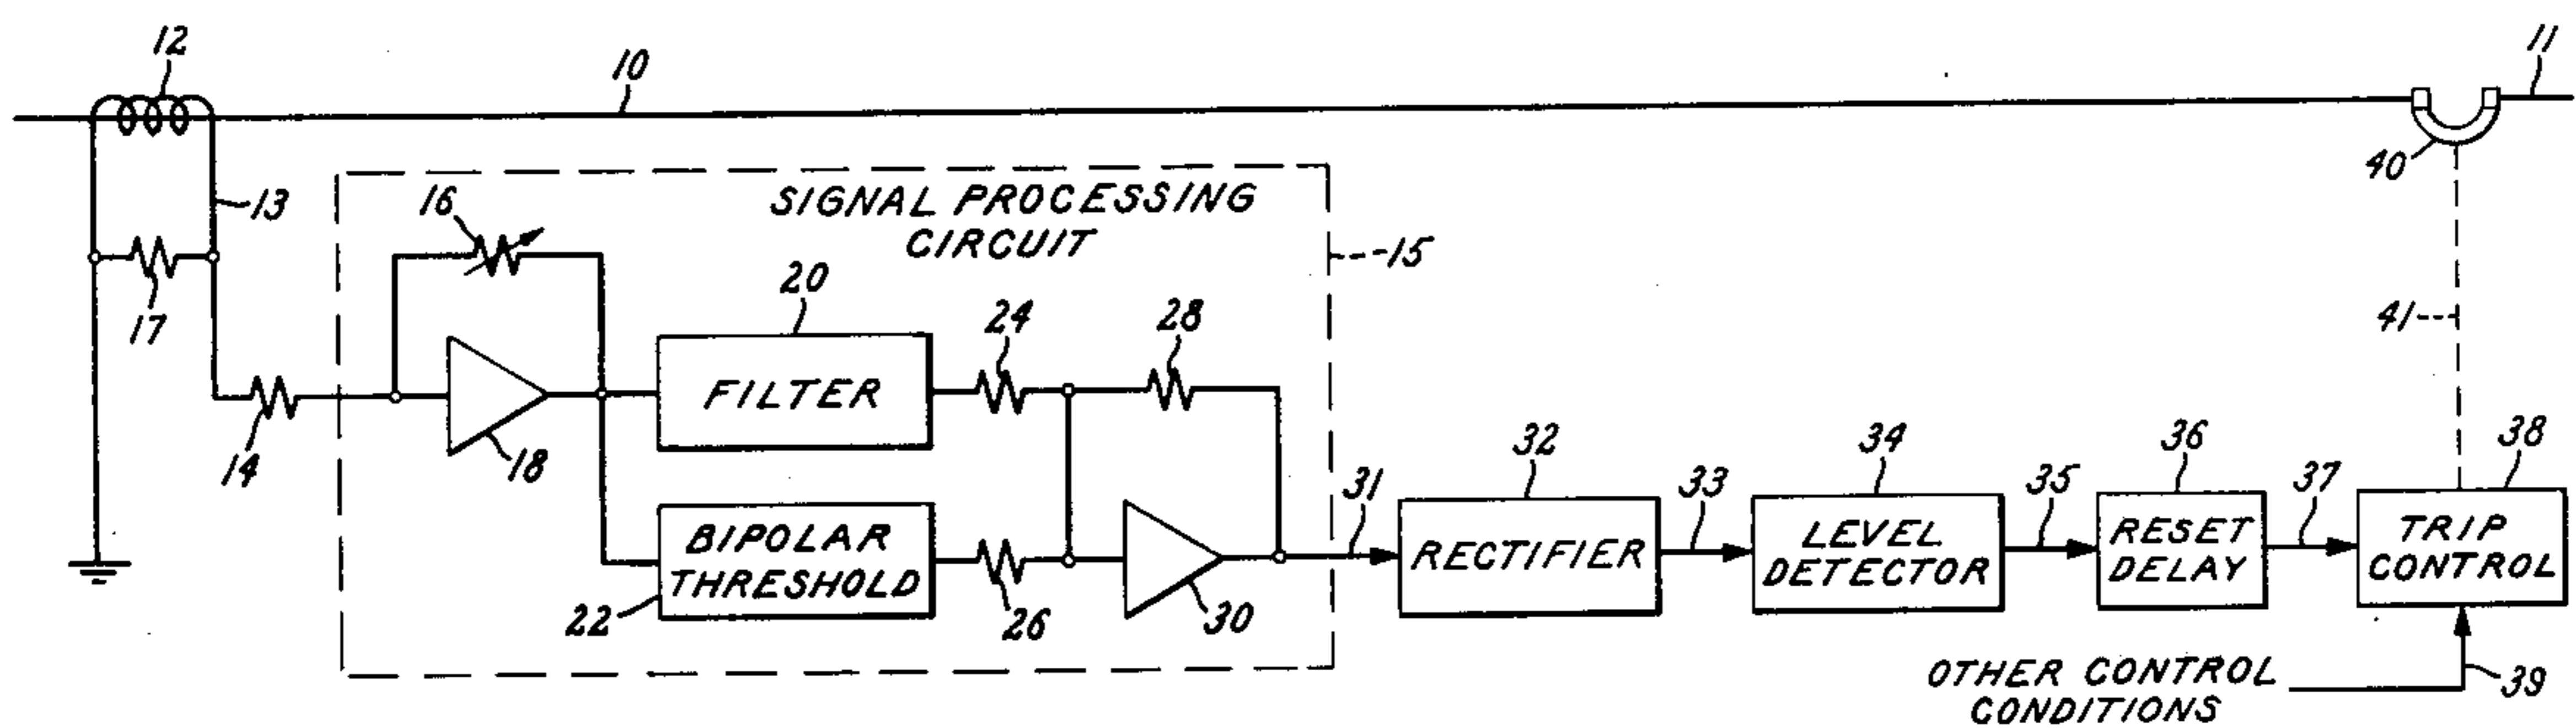 12
10
11
13
16
SIGNAL PROCESSING
CIRCUIT
15
40
17
20
24
28
41
14
18
FILTER
32
34
36
38
31
33
35
37
BIPOLAR
THRESHOLD
22
26
30
RECTIFIER
LEVEL
DETECTOR
RESET
DELAY
TRIP
CONTROL
OTHER CONTROL
CONDITIONS
39